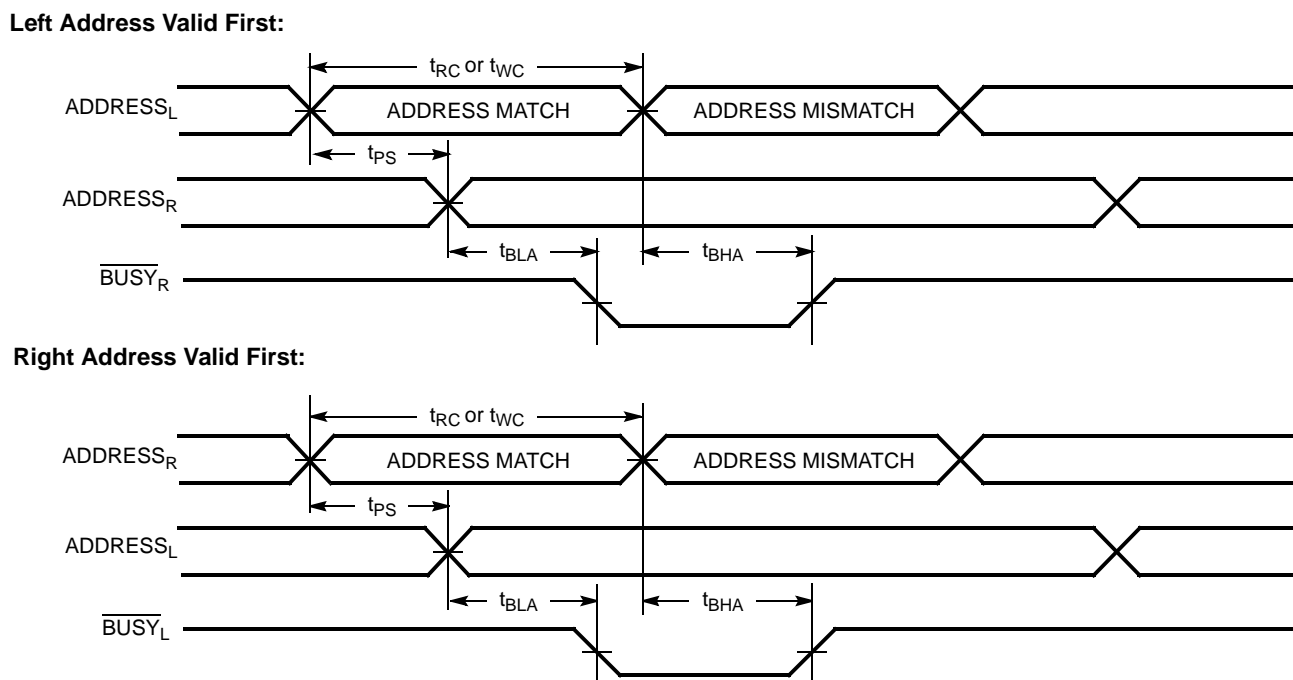 Left Address Valid First:
tRC or tWC
ADDRESSL ADDRESS MATCH ADDRESS MISMATCH
tPS
ADDRESSR
tBLA tBHA
BUSYR
Right Address Valid First:
tRC or tWC
ADDRESSR ADDRESS MATCH ADDRESS MISMATCH
tPS
ADDRESSL
tBLA tBHA
BUSYL